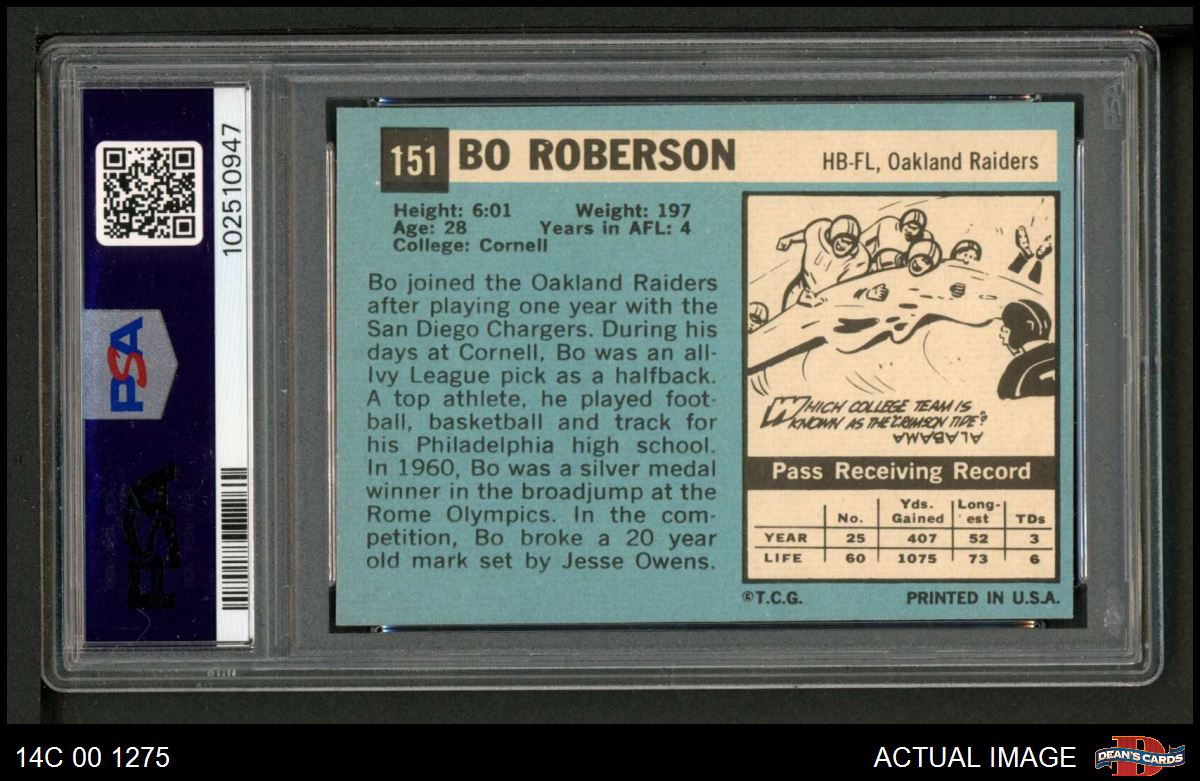 102510947
PSA
PSA
PSA
PSA
151 BO ROBERSON HB-FL, Oakland Raiders
Height: 6:01 Weight: 197
Age: 28 Years in AFL: 4
College: Cornell
Bo joined the Oakland Raiders
after playing one year with the
San Diego Chargers. During his
days at Cornell, Bo was an all-
Ivy League pick as a halfback.
A top athlete, he played foot-
ball, basketball and track for
his Philadelphia high school.
In 1960, Bo was a silver medal
winner in the broadjump at the
Rome Olympics. In the com-
petition, Bo broke a 20 year
old mark set by Jesse Owens.
WHICH COLLEGE TEAM IS
KNOWN AS THE "CRIMSON TIDE"?
ALABAMA
Pass Receiving Record
No. Yds. Gained Long-est TDs
YEAR 25 407 52 3
LIFE 60 1075 73 6
©T.C.G. PRINTED IN U.S.A.
14C 00 1275 ACTUAL IMAGE
D
DEAN'S CARDS